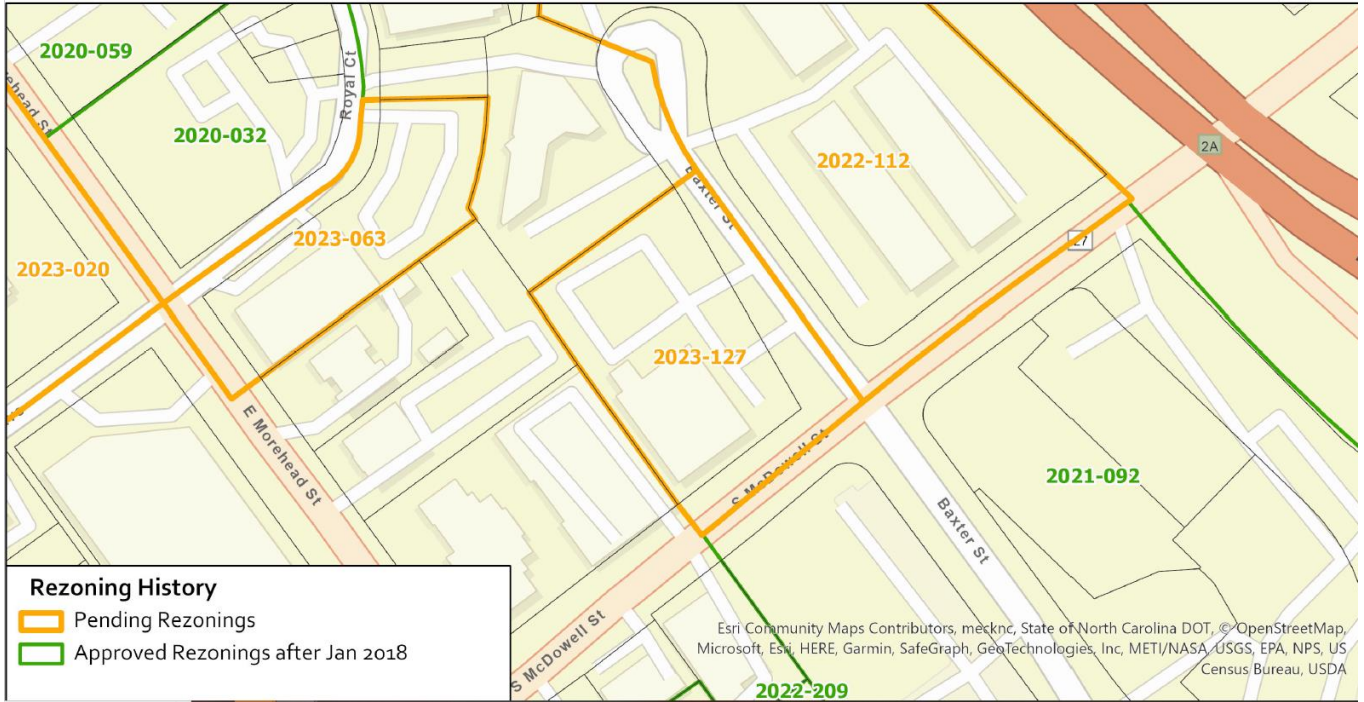 2020-059
Royal Ct
2020-032
2022-112
2A
Baxter St
2023-063
2023-020
2023-127
E Morehead St
S McDowell St
2021-092
Baxter St
Rezoning History
Pending Rezonings
Approved Rezonings after Jan 2018
S McDowell St
Esri Community Maps Contributors, mecknc, State of North Carolina DOT, © OpenStreetMap,
Microsoft, Esri, HERE, Garmin, SafeGraph, GeoTechnologies, Inc, METI/NASA, USGS, EPA, NPS, US
Census Bureau, USDA
2022-209